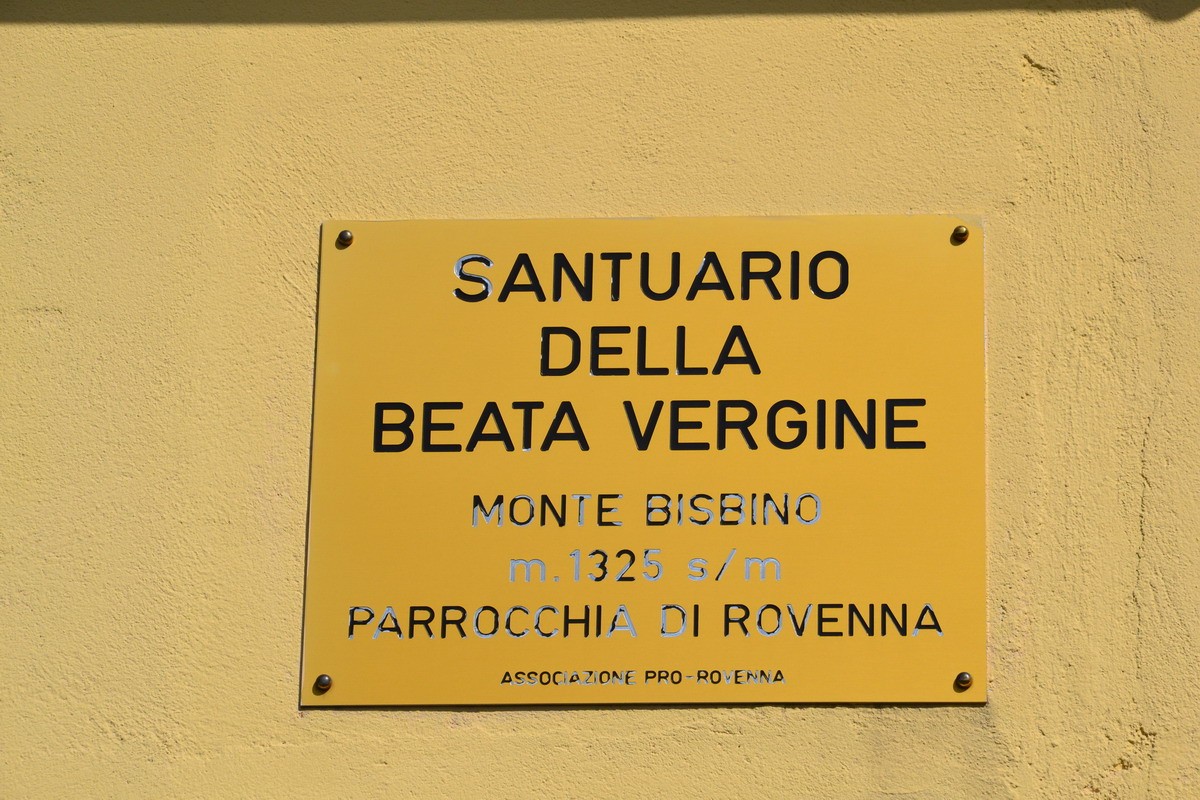 SANTUARIO
DELLA
BEATA VERGINE
MONTE BISBINO
m.1325 s/m
PARROCCHIA DI ROVENNA
ASSOCIAZIONE PRO-ROVENNA